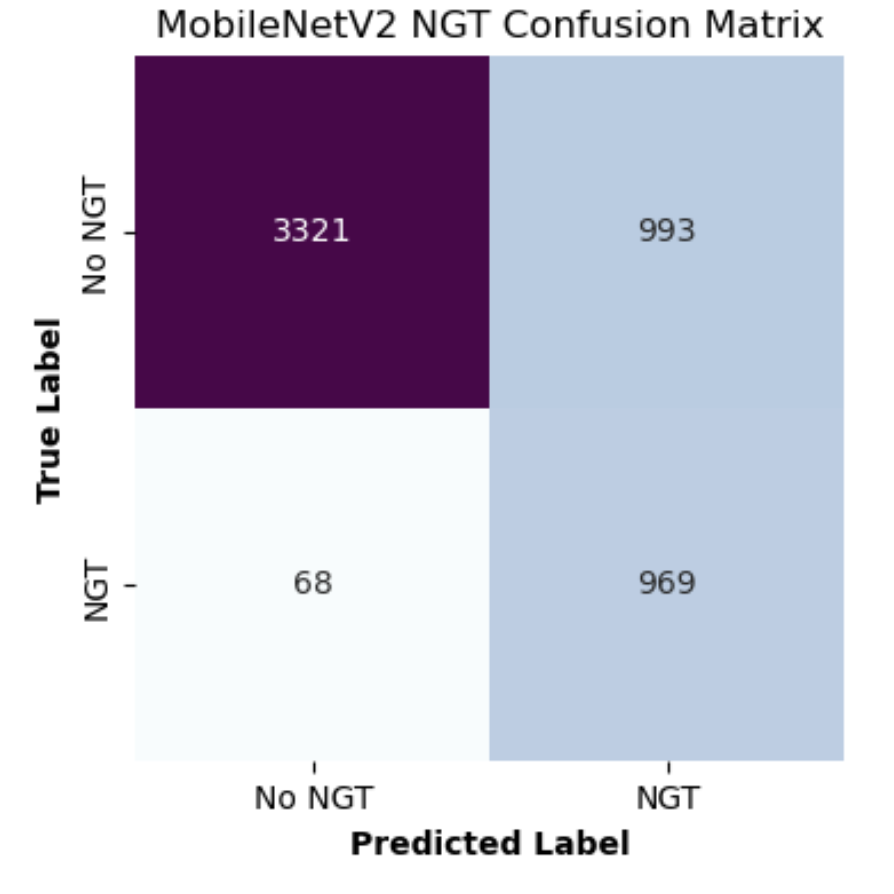 MobileNetV2 NGT Confusion Matrix
True Label
No NGT
3321
993
NGT
68
969
No NGT
NGT
Predicted Label